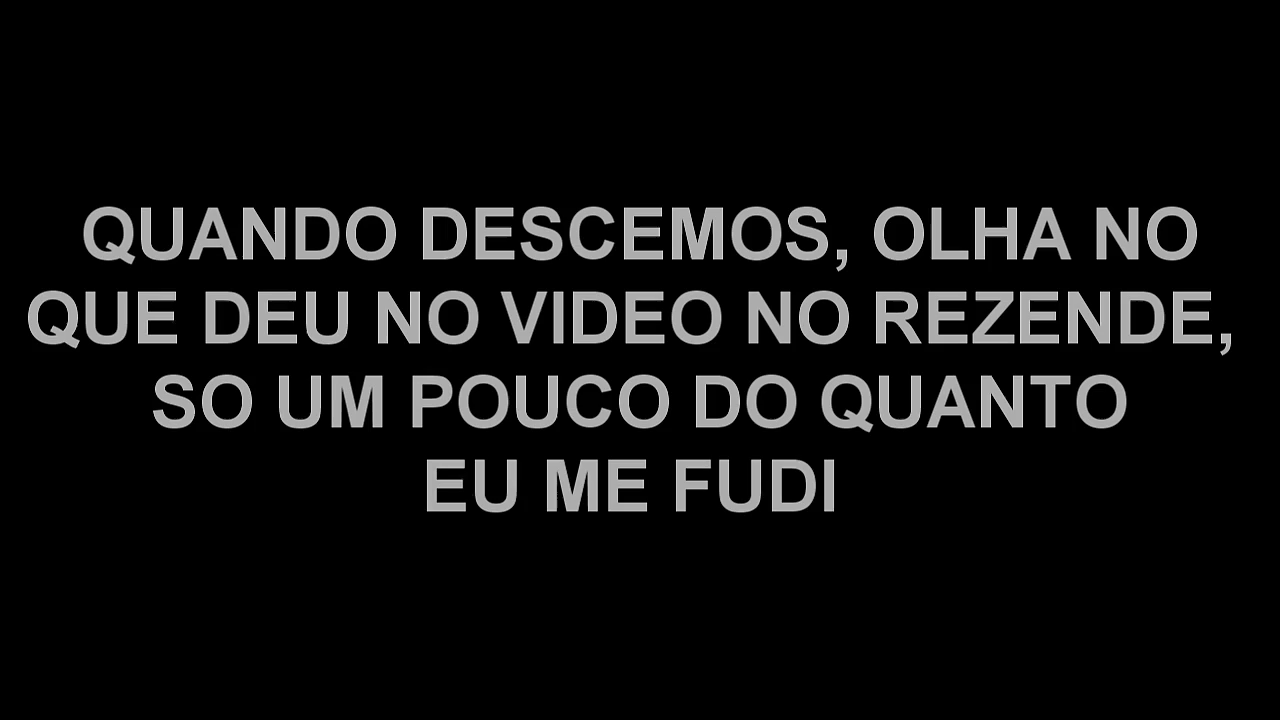 QUANDO DESCEMOS, OLHA NO
QUE DEU NO VIDEO NO REZENDE,
SO UM POUCO DO QUANTO
EU ME FUDI